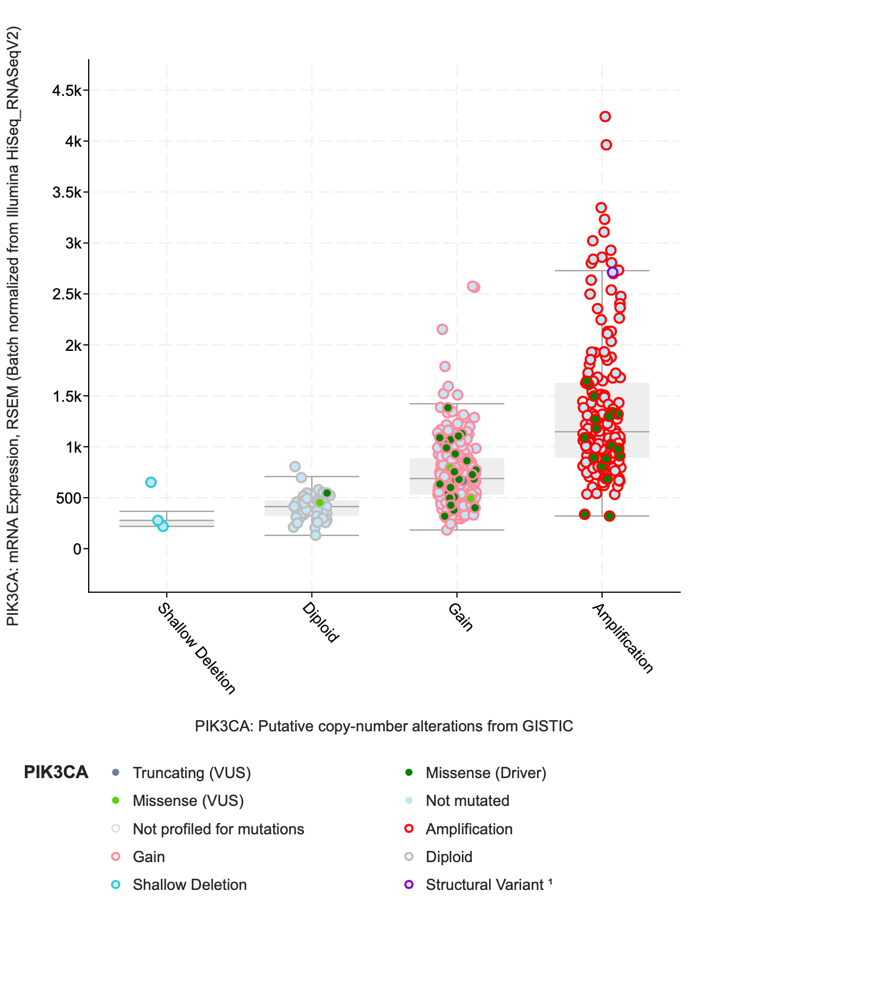 PIK3CA: mRNA Expression, RSEM (Batch normalized from Illumina HiSeq_RNASeqV2)
4.5k
4k
3.5k
3k
2.5k
2k
1.5k
1k
500
0
Shallow Deletion
Diploid
Gain
Amplification
PIK3CA: Putative copy-number alterations from GISTIC
PIK3CA
Truncating (VUS)
Missense (Driver)
Missense (VUS)
Not mutated
Not profiled for mutations
Amplification
Gain
Diploid
Shallow Deletion
Structural Variant ¹